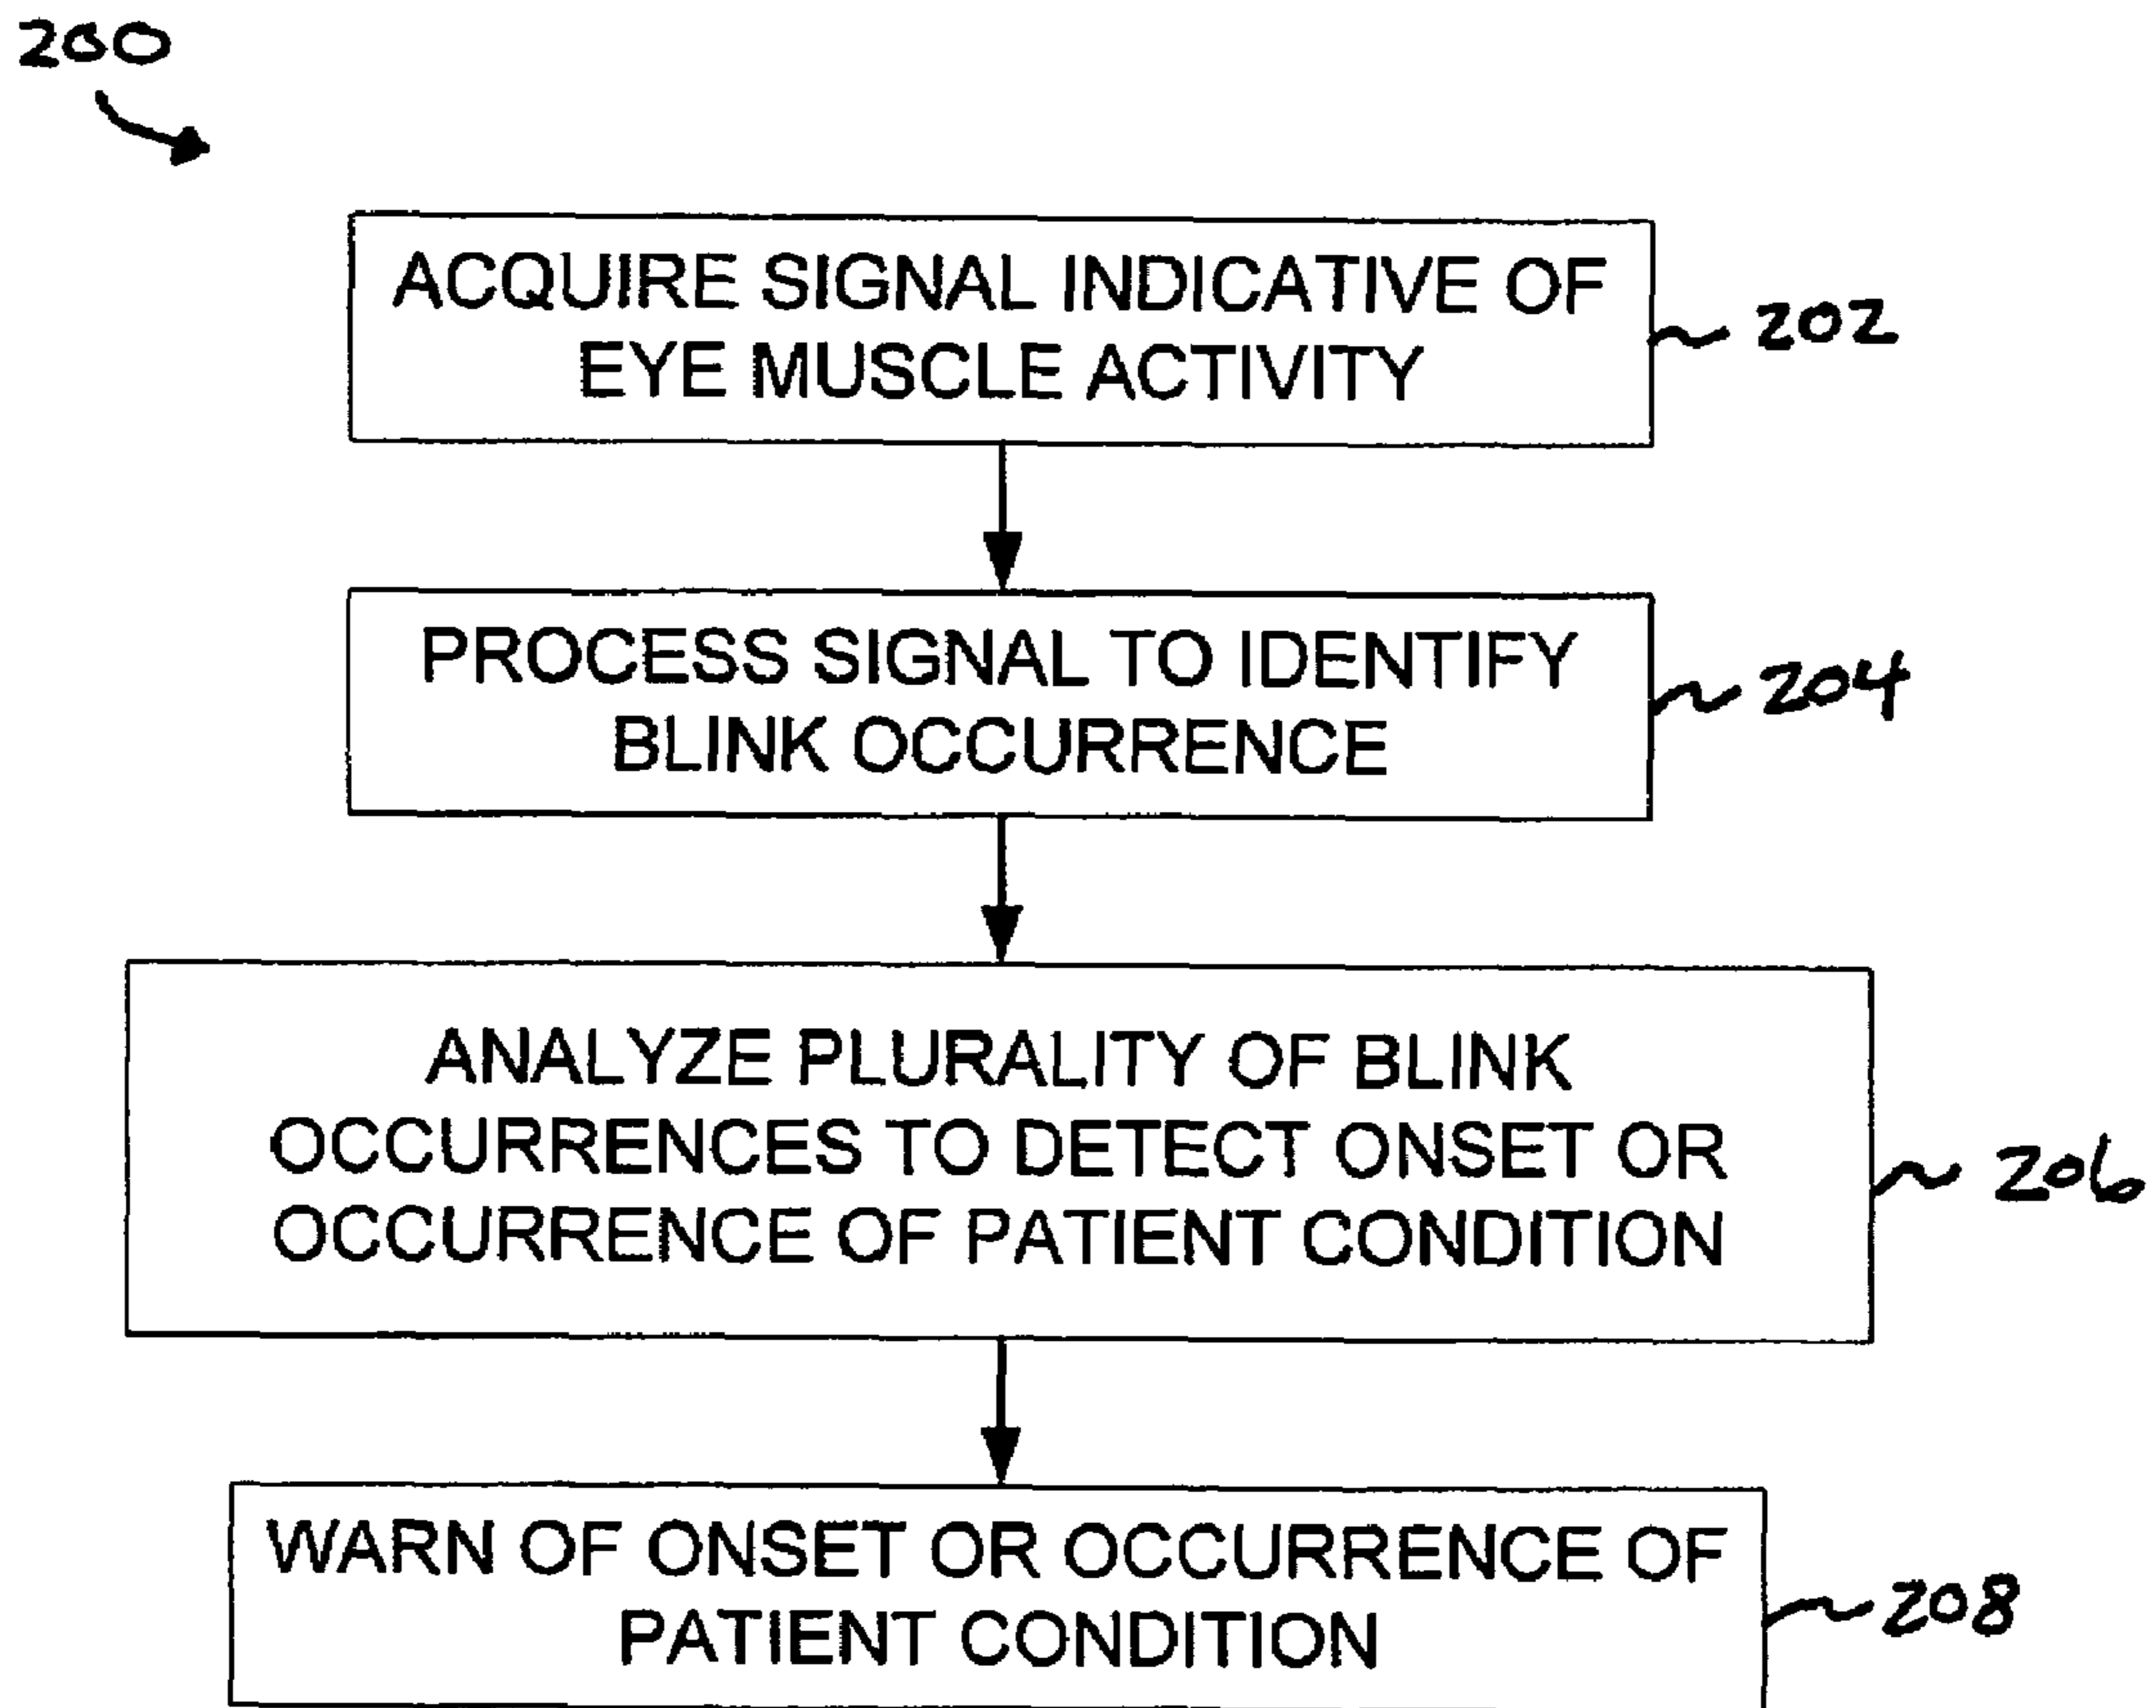 200
ACQUIRE SIGNAL INDICATIVE OF
EYE MUSCLE ACTIVITY
202
PROCESS SIGNAL TO IDENTIFY
BLINK OCCURRENCE
204
ANALYZE PLURALITY OF BLINK
OCCURRENCES TO DETECT ONSET OR
OCCURRENCE OF PATIENT CONDITION
206
WARN OF ONSET OR OCCURRENCE OF
PATIENT CONDITION
208